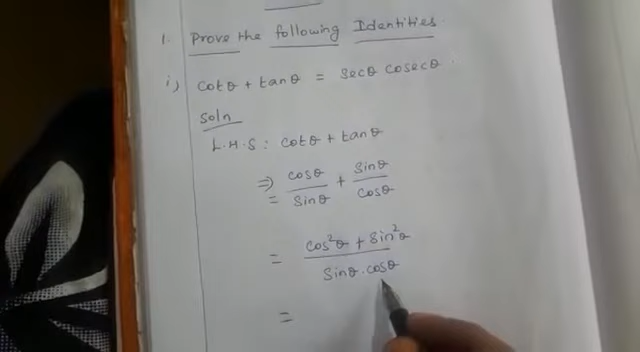 1. Prove the following Identities.
i) cotθ + tanθ = secθ cosecθ.
Soln
L.H.S: cotθ + tanθ
⇒ = cosθ/sinθ + sinθ/cosθ
= cos²θ + sin²θ / sinθ.cosθ
=